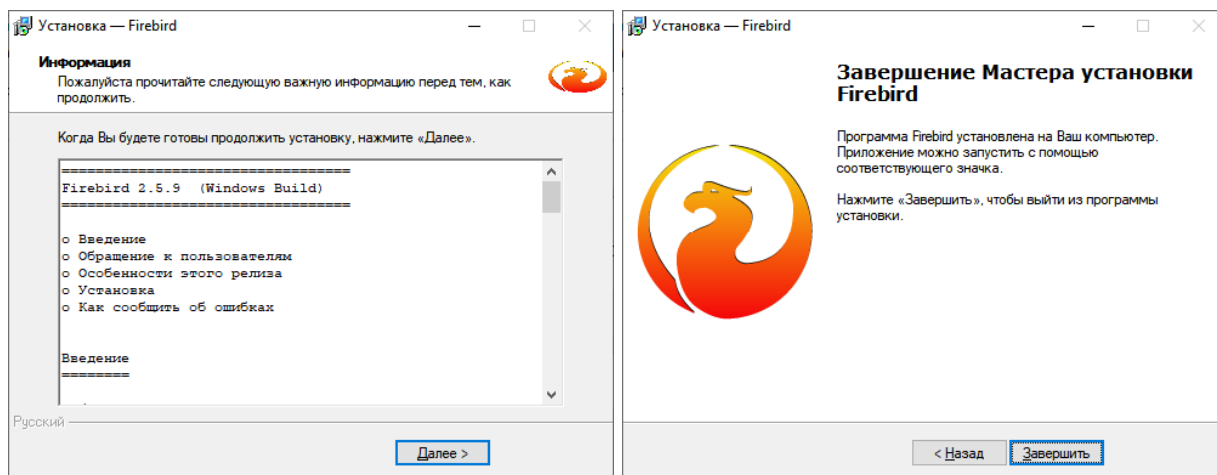 Установка — Firebird
Информация
Пожалуйста прочитайте следующую важную информацию перед тем, как
продолжить.
Когда Вы будете готовы продолжить установку, нажмите «Далее».
====================================
Firebird 2.5.9 (Windows Build)
====================================
o Введение
o Обращение к пользователям
o Особенности этого релиза
o Установка
o Как сообщить об ошибках
Введение
========
Русский
Далее >
Установка — Firebird
Завершение Мастера установки
Firebird
Программа Firebird установлена на Ваш компьютер.
Приложение можно запустить с помощью
соответствующего значка.
Нажмите «Завершить», чтобы выйти из программы
установки.
< Назад
Завершить